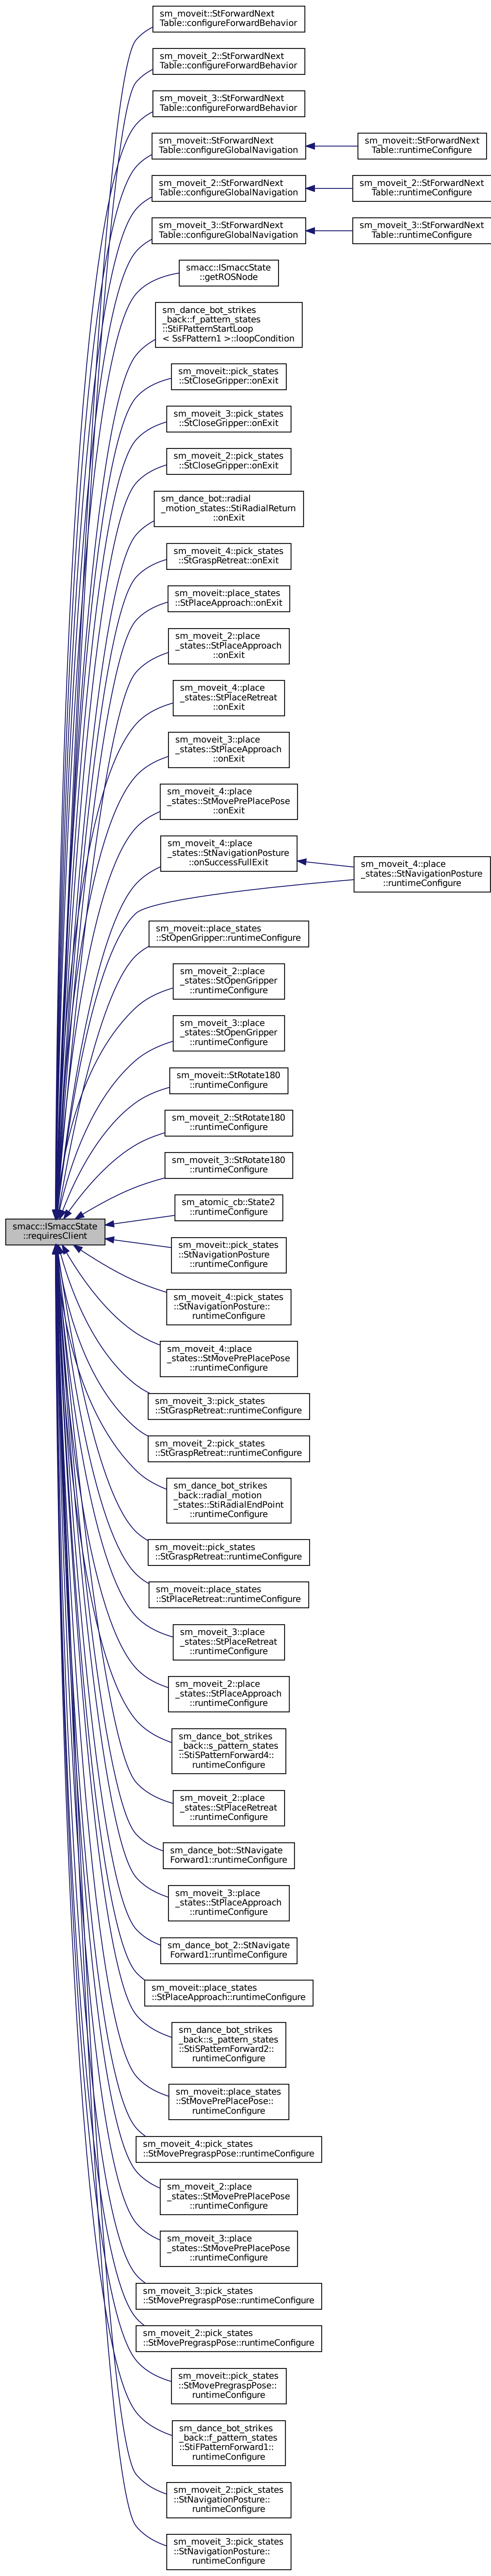 sm_moveit::StForwardNext
Table::configureForwardBehavior
sm_moveit_2::StForwardNext
Table::configureForwardBehavior
sm_moveit_3::StForwardNext
Table::configureForwardBehavior
sm_moveit::StForwardNext
Table::configureGlobalNavigation
sm_moveit::StForwardNext
Table::runtimeConfigure
sm_moveit_2::StForwardNext
Table::configureGlobalNavigation
sm_moveit_2::StForwardNext
Table::runtimeConfigure
sm_moveit_3::StForwardNext
Table::configureGlobalNavigation
sm_moveit_3::StForwardNext
Table::runtimeConfigure
smacc::ISmaccState
::getROSNode
sm_dance_bot_strikes
_back::f_pattern_states
::StiFPatternStartLoop
< SsFPattern1 >::loopCondition
sm_moveit::pick_states
::StCloseGripper::onExit
sm_moveit_3::pick_states
::StCloseGripper::onExit
sm_moveit_2::pick_states
::StCloseGripper::onExit
sm_dance_bot::radial
_motion_states::StiRadialReturn
::onExit
sm_moveit_4::pick_states
::StGraspRetreat::onExit
sm_moveit::place_states
::StPlaceApproach::onExit
sm_moveit_2::place
_states::StPlaceApproach
::onExit
sm_moveit_4::place
_states::StPlaceRetreat
::onExit
sm_moveit_3::place
_states::StPlaceApproach
::onExit
sm_moveit_4::place
_states::StMovePrePlacePose
::onExit
sm_moveit_4::place
_states::StNavigationPosture
::onSuccessFullExit
sm_moveit_4::place
_states::StNavigationPosture
::runtimeConfigure
sm_moveit::place_states
::StOpenGripper::runtimeConfigure
sm_moveit_2::place
_states::StOpenGripper
::runtimeConfigure
sm_moveit_3::place
_states::StOpenGripper
::runtimeConfigure
sm_moveit::StRotate180
::runtimeConfigure
sm_moveit_2::StRotate180
::runtimeConfigure
sm_moveit_3::StRotate180
::runtimeConfigure
sm_atomic_cb::State2
::runtimeConfigure
smacc::ISmaccState
::requiresClient
sm_moveit::pick_states
::StNavigationPosture
::runtimeConfigure
sm_moveit_4::pick_states
::StNavigationPosture::
runtimeConfigure
sm_moveit_4::place
_states::StMovePrePlacePose
::runtimeConfigure
sm_moveit_3::pick_states
::StGraspRetreat::runtimeConfigure
sm_moveit_2::pick_states
::StGraspRetreat::runtimeConfigure
sm_dance_bot_strikes
_back::radial_motion
_states::StiRadialEndPoint
::runtimeConfigure
sm_moveit::pick_states
::StGraspRetreat::runtimeConfigure
sm_moveit::place_states
::StPlaceRetreat::runtimeConfigure
sm_moveit_3::place
_states::StPlaceRetreat
::runtimeConfigure
sm_moveit_2::place
_states::StPlaceApproach
::runtimeConfigure
sm_dance_bot_strikes
_back::s_pattern_states
::StiSPatternForward4::
runtimeConfigure
sm_moveit_2::place
_states::StPlaceRetreat
::runtimeConfigure
sm_dance_bot::StNavigate
Forward1::runtimeConfigure
sm_moveit_3::place
_states::StPlaceApproach
::runtimeConfigure
sm_dance_bot_2::StNavigate
Forward1::runtimeConfigure
sm_moveit::place_states
::StPlaceApproach::runtimeConfigure
sm_dance_bot_strikes
_back::s_pattern_states
::StiSPatternForward2::
runtimeConfigure
sm_moveit::place_states
::StMovePrePlacePose::
runtimeConfigure
sm_moveit_4::pick_states
::StMovePregraspPose::runtimeConfigure
sm_moveit_2::place
_states::StMovePrePlacePose
::runtimeConfigure
sm_moveit_3::place
_states::StMovePrePlacePose
::runtimeConfigure
sm_moveit_3::pick_states
::StMovePregraspPose::runtimeConfigure
sm_moveit_2::pick_states
::StMovePregraspPose::runtimeConfigure
sm_moveit::pick_states
::StMovePregraspPose::
runtimeConfigure
sm_dance_bot_strikes
_back::f_pattern_states
::StiFPatternForward1::
runtimeConfigure
sm_moveit_2::pick_states
::StNavigationPosture::
runtimeConfigure
sm_moveit_3::pick_states
::StNavigationPosture::
runtimeConfigure